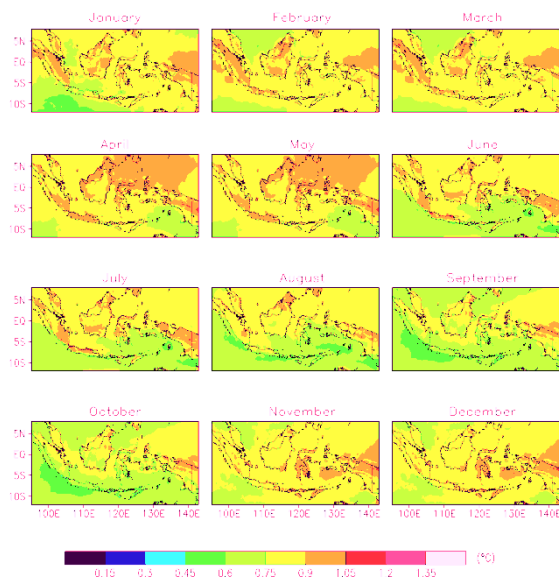 January February March
5N
EQ
5S
10S
April May June
5N
EQ
5S
10S
July August September
5N
EQ
5S
10S
October November December
5N
EQ
5S
10S
100E 110E 120E 130E 140E 100E 110E 120E 130E 140E 100E 110E 120E 130E 140E
(°C)
0.15 0.3 0.45 0.6 0.75 0.9 1.05 1.2 1.35